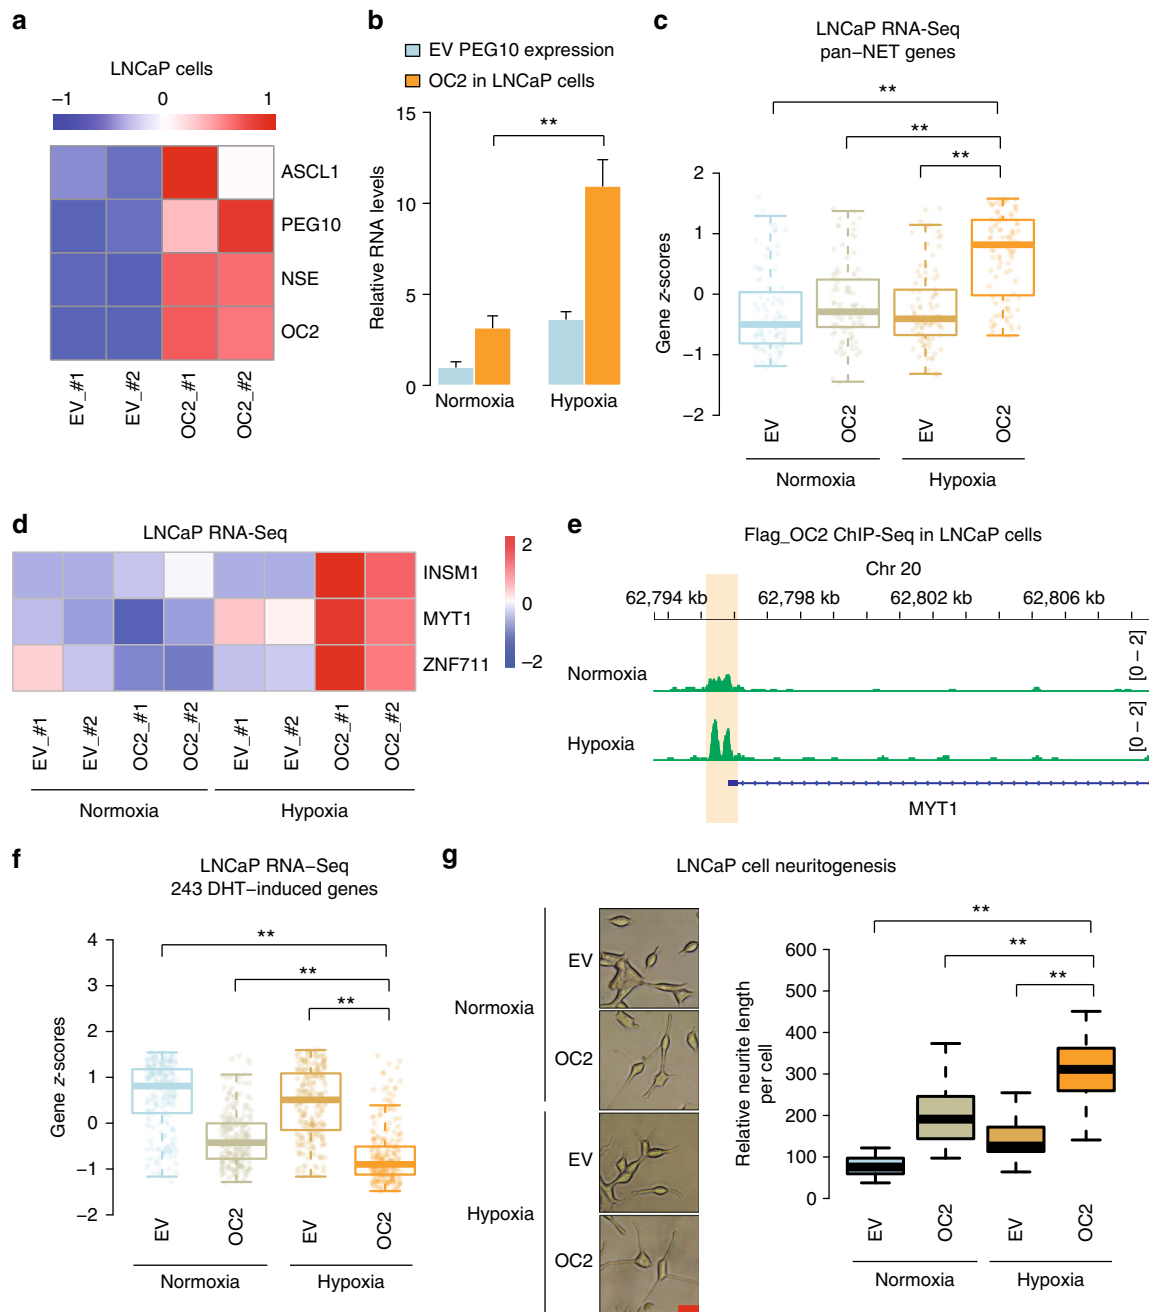 a
LNCaP cells
−1 0 1
ASCL1
PEG10
NSE
OC2
EV_#1 EV_#2 OC2_#1 OC2_#2
b
EV PEG10 expression
OC2 in LNCaP cells
Relative RNA levels
15
10
5
0
**
Normoxia Hypoxia
c
LNCaP RNA-Seq
pan−NET genes
**
**
**
Gene z-scores
2
1
0
−1
−2
EV OC2 EV OC2
Normoxia Hypoxia
d
LNCaP RNA-Seq
INSM1
MYT1
ZNF711
2
0
−2
EV_#1 EV_#2 OC2_#1 OC2_#2 EV_#1 EV_#2 OC2_#1 OC2_#2
Normoxia Hypoxia
e
Flag_OC2 ChIP-Seq in LNCaP cells
Chr 20
62,794 kb 62,798 kb 62,802 kb 62,806 kb
Normoxia [0 − 2]
Hypoxia [0 − 2]
MYT1
f
LNCaP RNA−Seq
243 DHT−induced genes
**
**
**
Gene z-scores
4
3
2
1
0
−1
−2
EV OC2 EV OC2
Normoxia Hypoxia
g
LNCaP cell neuritogenesis
Normoxia
EV
OC2
Hypoxia
EV
OC2
**
**
**
Relative neurite length
per cell
600
500
400
300
200
100
0
EV OC2 EV OC2
Normoxia Hypoxia